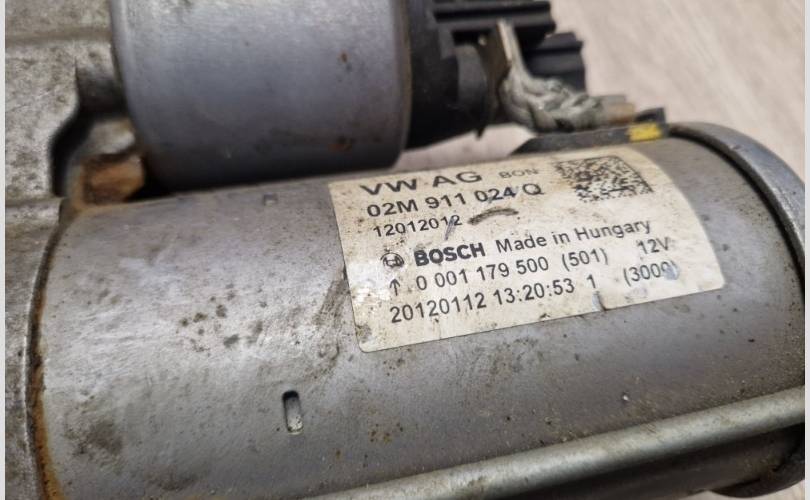 VW AG BON
02M 911 024 Q
12012012
BOSCH Made in Hungary
↑ 0 001 179 500 (501) 12V
20120112 13:20:53 1 (3009)